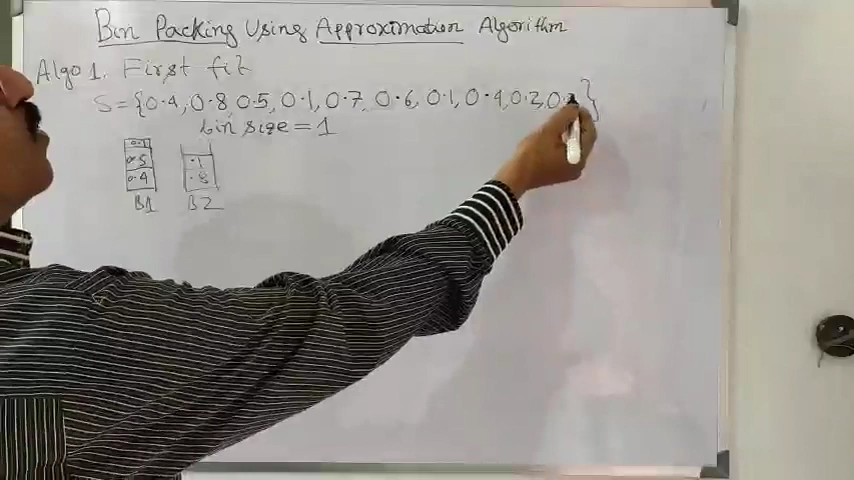 Bin Packing Using Approximation Algorithm
Algo 1. First fit
S = {0.4, 0.8 0.5, 0.1, 0.7, 0.6, 0.1, 0.4, 0.2, 0.
bin size = 1
0.1
0.5 .1
0.4 .8
B1 B2